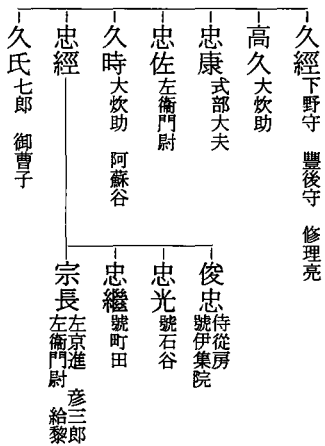 久經 下野守 豐後守 修理亮
高久 大炊助
忠康 式部大夫
忠佐 左衞門尉
久時 大炊助 阿蘇谷
忠經
俊忠 侍從房 號伊集院
忠光 號石谷
忠繼 號町田
宗長 左京進 彦三郎 左衞門尉 給黎
久氏 七郎 御曹子